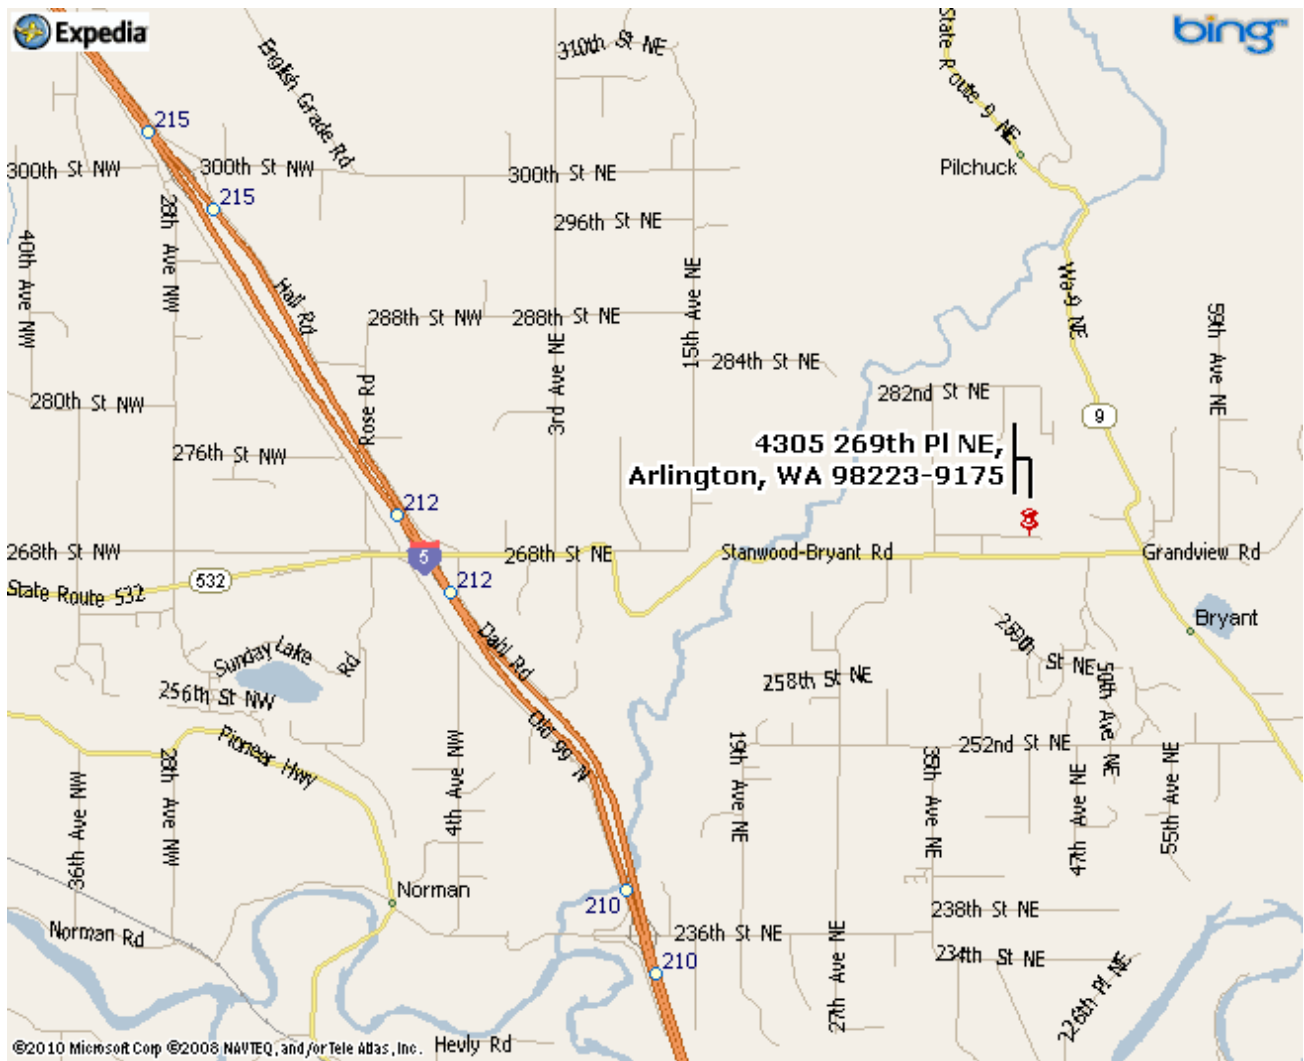 Expedia
bing™
310th St NE
English Grade Rd
State Route 9 NE
215
Pilchuck
300th St NW
300th St NW
300th St NE
215
28th Ave NW
296th St NE
40th Ave NW
15th Ave NE
Wa-9 NE
Hall Rd
288th St NW
288th St NE
59th Ave NE
3rd Ave NE
284th St NE
282nd St NE
280th St NW
Rose Rd
9
4305 269th Pl NE,
Arlington, WA 98223-9175
276th St NW
212
268th St NW
5
268th St NE
Stanwood-Bryant Rd
Grandview Rd
532
State Route 532
212
Bryant
Dahl Rd
259th St NE
Sunday Lake Rd
50th Ave NE
256th St NW
258th St NE
Old 99 N
Pioneer Hwy
4th Ave NW
19th Ave NE
252nd St NE
28th Ave NW
36th Ave NW
35th Ave NE
47th Ave NE
55th Ave NE
Norman
210
238th St NE
Norman Rd
236th St NE
27th Ave NE
234th St NE
210
226th Pl NE
Hevly Rd
©2010 Microsoft Corp ©2008 NAVTEQ, and/or Tele Atlas, Inc.